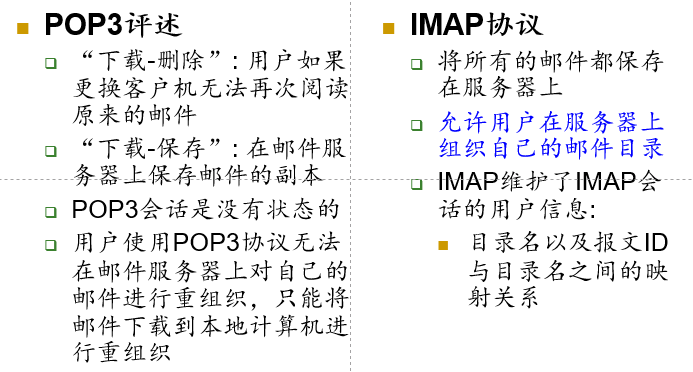 POP3评述
“下载-删除”: 用户如果
更换客户机无法再次阅读
原来的邮件
“下载-保存”: 在邮件服
务器上保存邮件的副本
POP3会话是没有状态的
用户使用POP3协议无法
在邮件服务器上对自己的
邮件进行重组织，只能将
邮件下载到本地计算机进
行重组织
IMAP协议
将所有的邮件都保存
在服务器上
允许用户在服务器上
组织自己的邮件目录
IMAP维护了IMAP会
话的用户信息:
目录名以及报文ID
与目录名之间的映
射关系